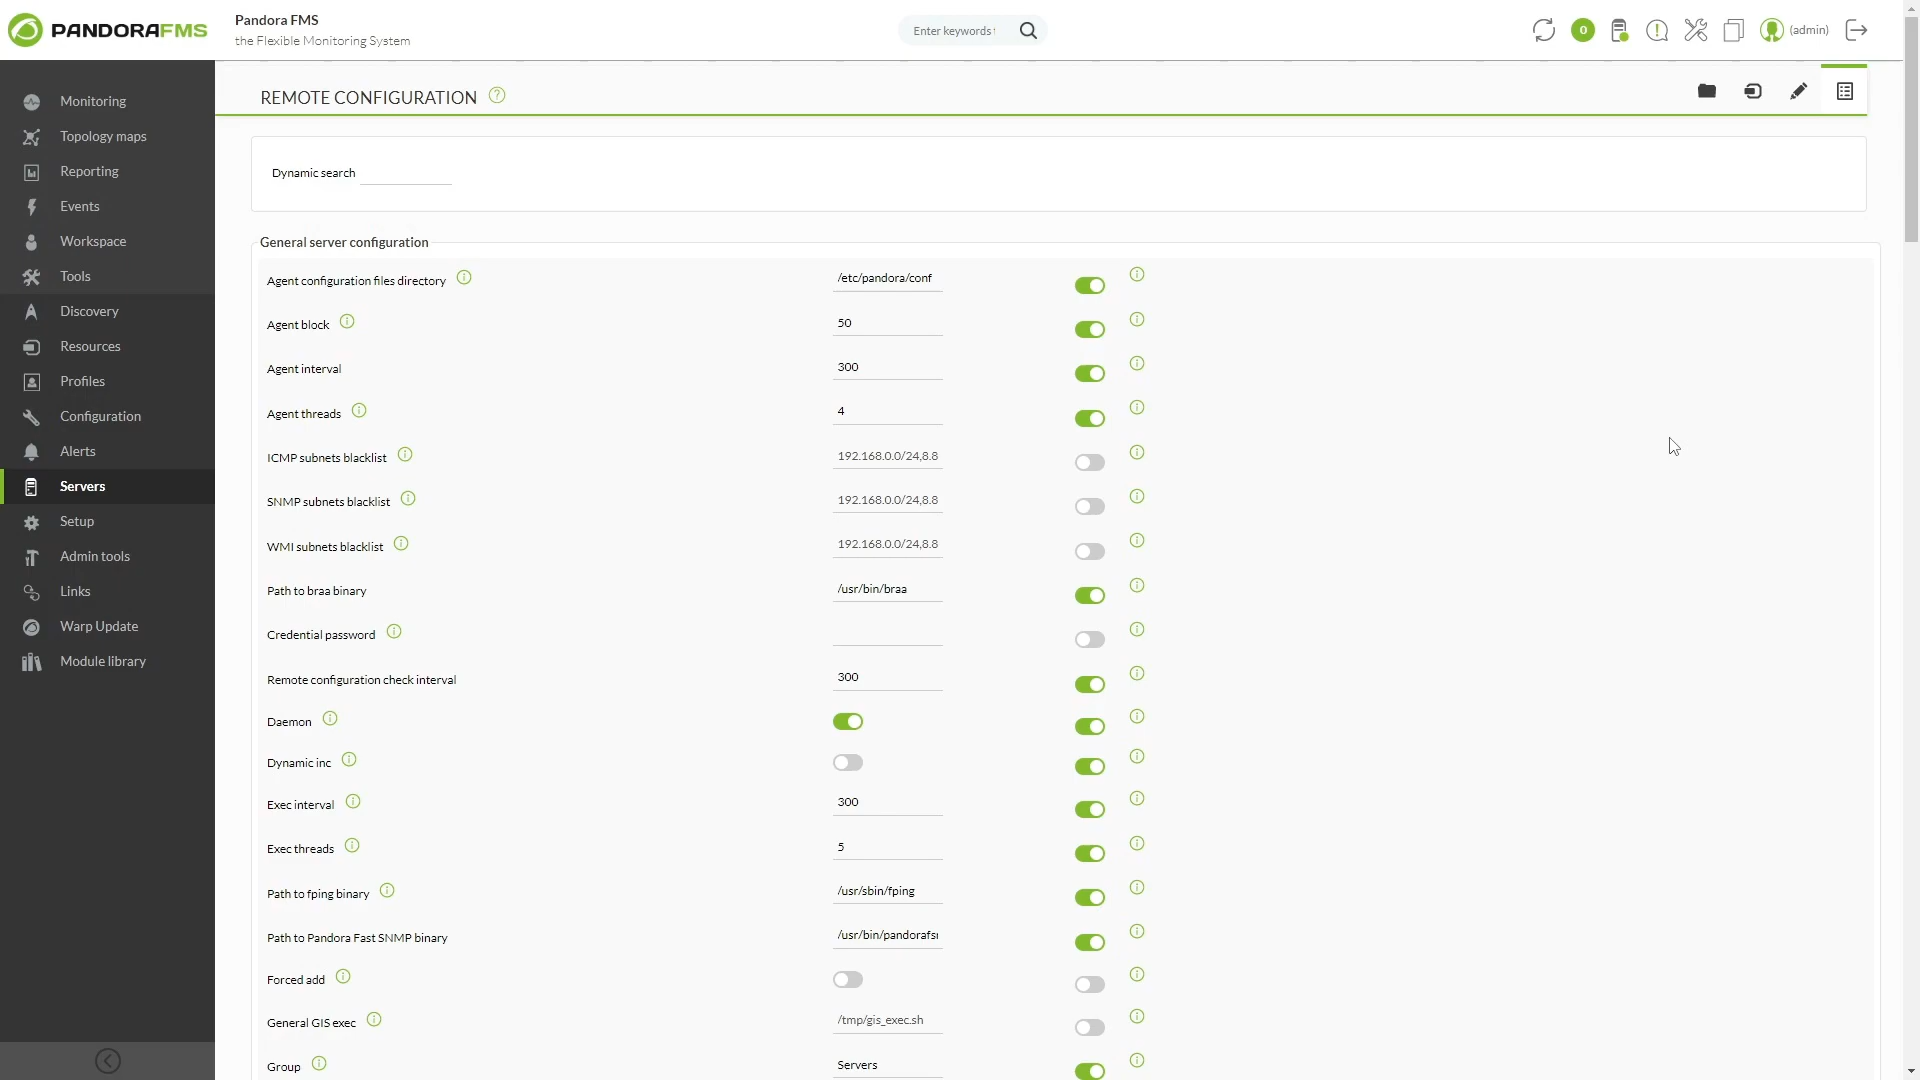 PANDORAFMS
Pandora FMS
the Flexible Monitoring System
Enter keywords
0
(admin)
Monitoring
Topology maps
Reporting
Events
Workspace
Tools
Discovery
Resources
Profiles
Configuration
Alerts
Servers
Setup
Admin tools
Links
Warp Update
Module library
REMOTE CONFIGURATION
Dynamic search
General server configuration
Agent configuration files directory /etc/pandora/conf
Agent block 50
Agent interval 300
Agent threads 4
ICMP subnets blacklist 192.168.0.0/24,8.8
SNMP subnets blacklist 192.168.0.0/24,8.8
WMI subnets blacklist 192.168.0.0/24,8.8
Path to braa binary /usr/bin/braa
Credential password
Remote configuration check interval 300
Daemon
Dynamic inc
Exec interval 300
Exec threads 5
Path to fping binary /usr/sbin/fping
Path to Pandora Fast SNMP binary /usr/bin/pandorafs
Forced add
General GIS exec /tmp/gis_exec.sh
Group Servers